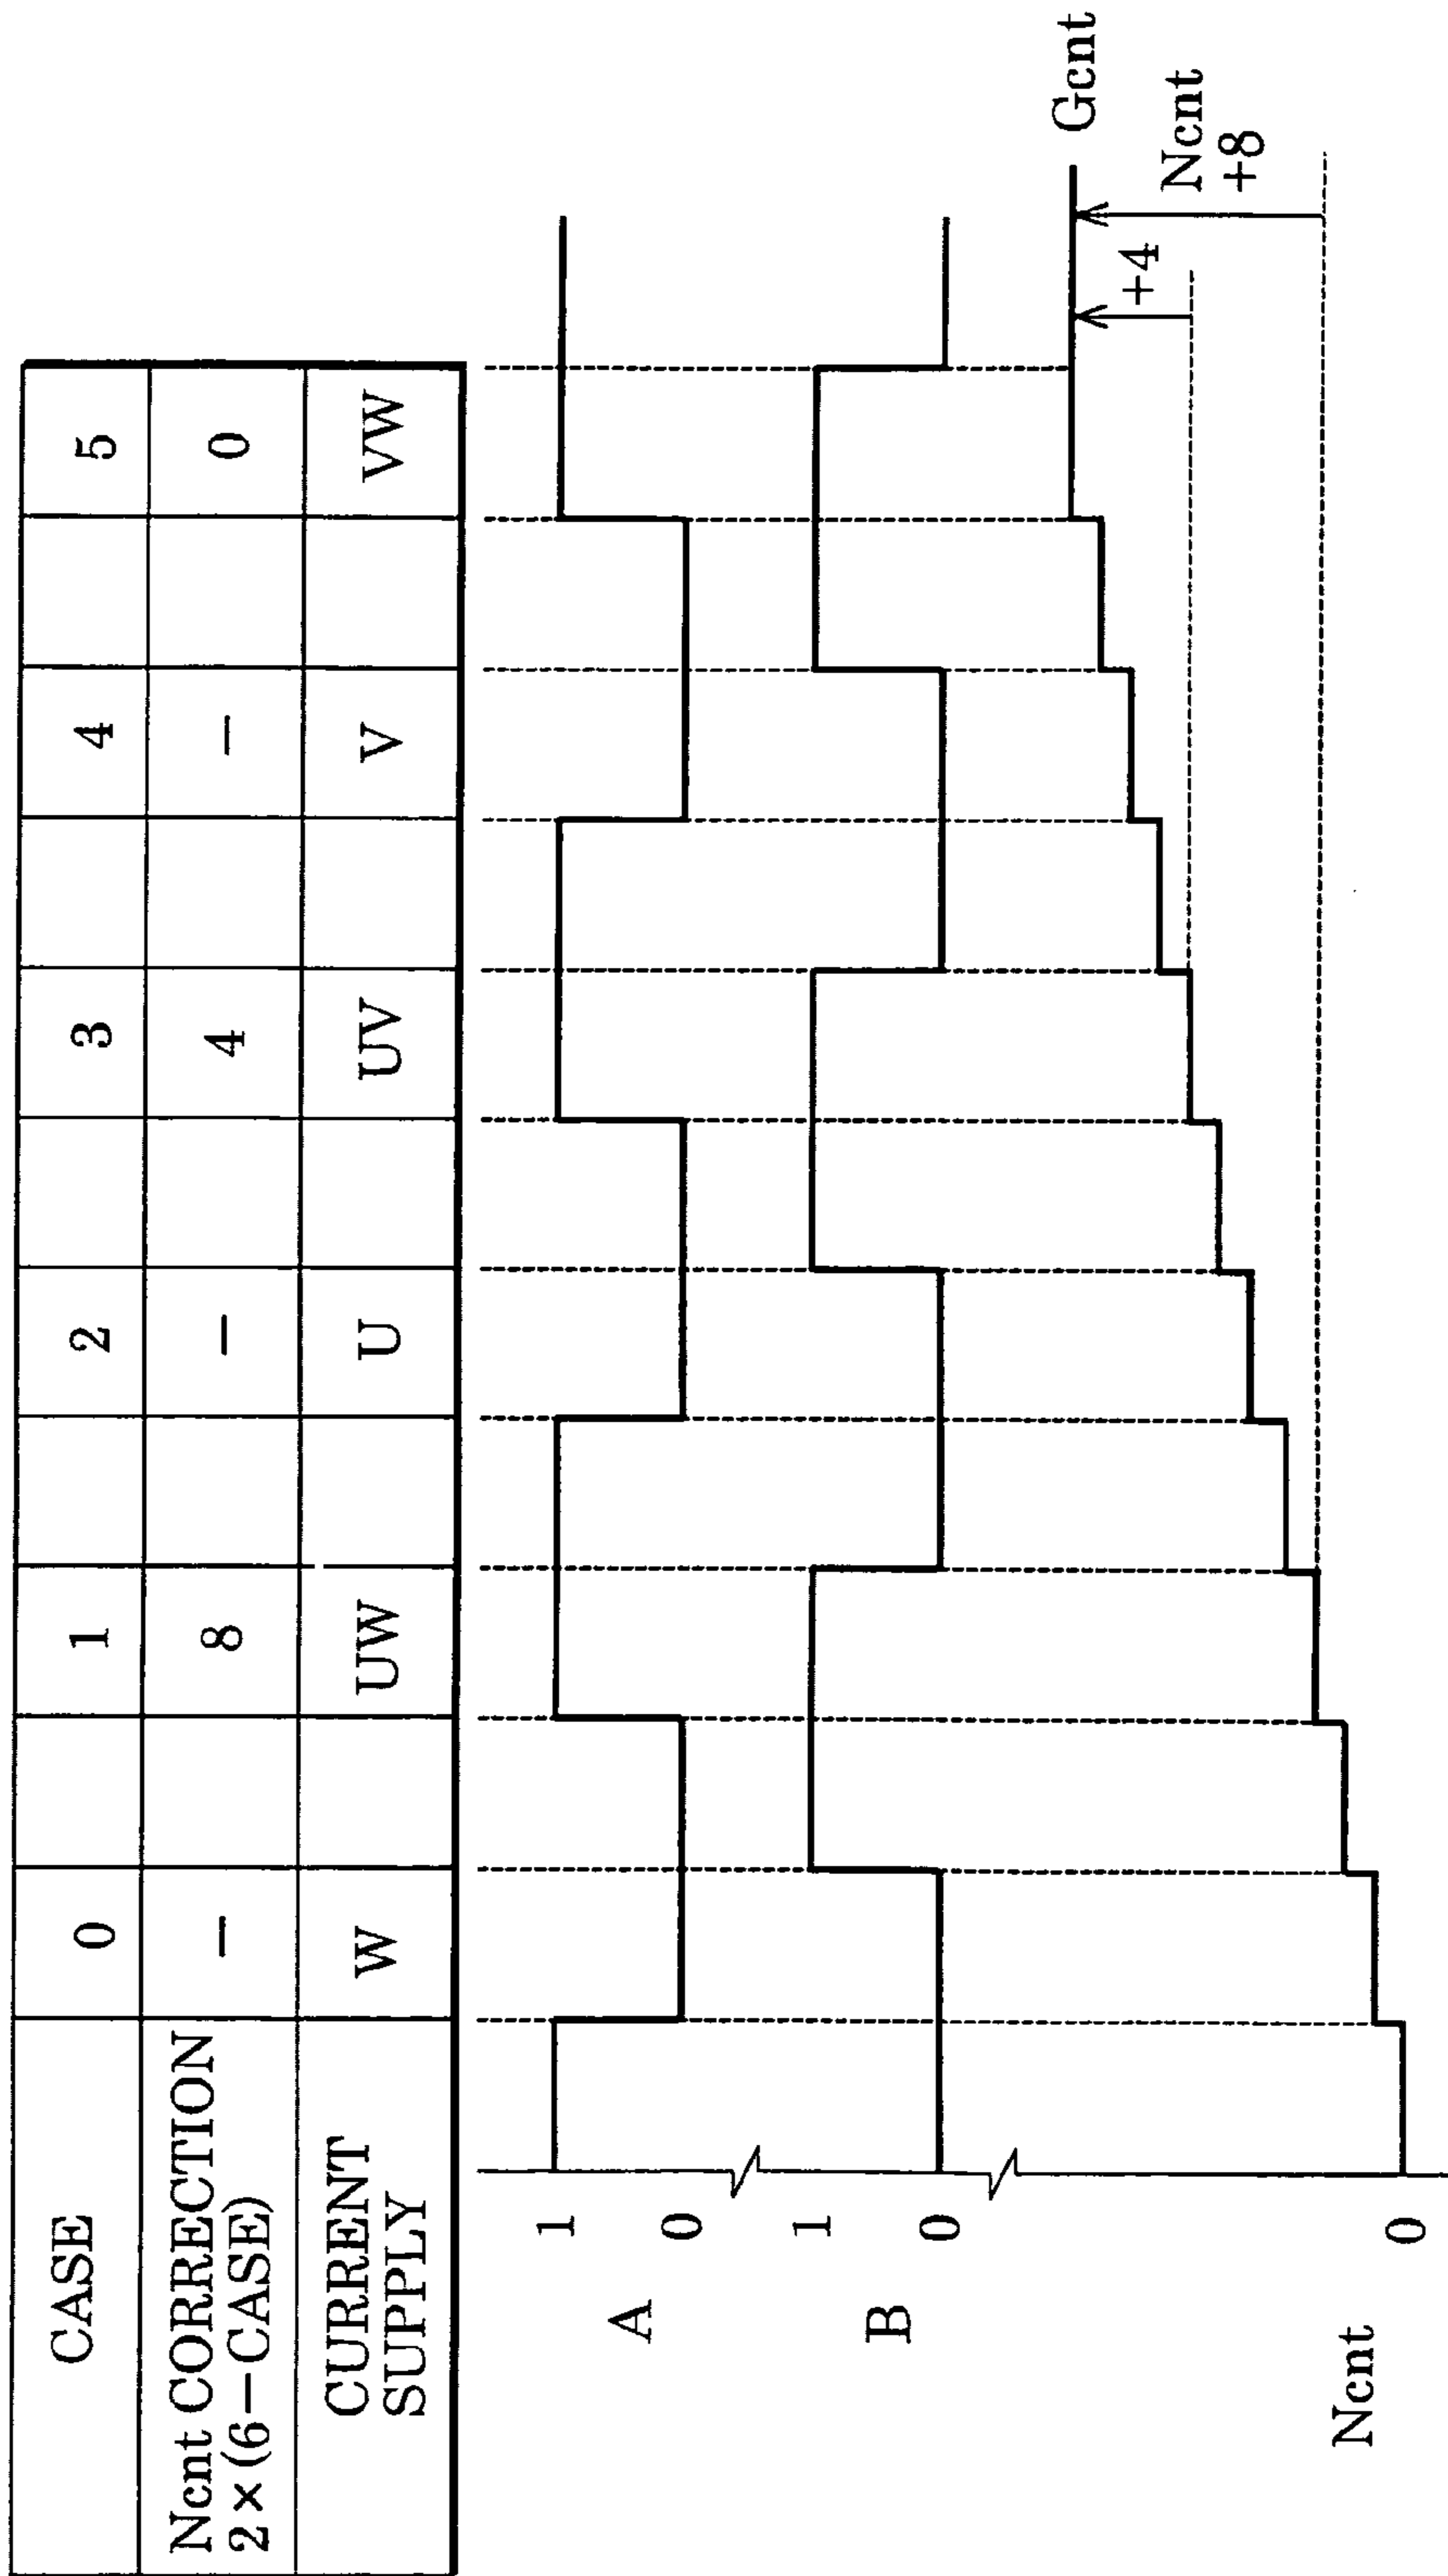 CASE 0 1 2 3 4 5
Ncnt CORRECTION
2×(6−CASE) − 8 − 4 − 0
CURRENT
SUPPLY W UW U UV V VW
1
A
0
1
B
0
Gcnt
+4
Ncnt
+8
Ncnt
0